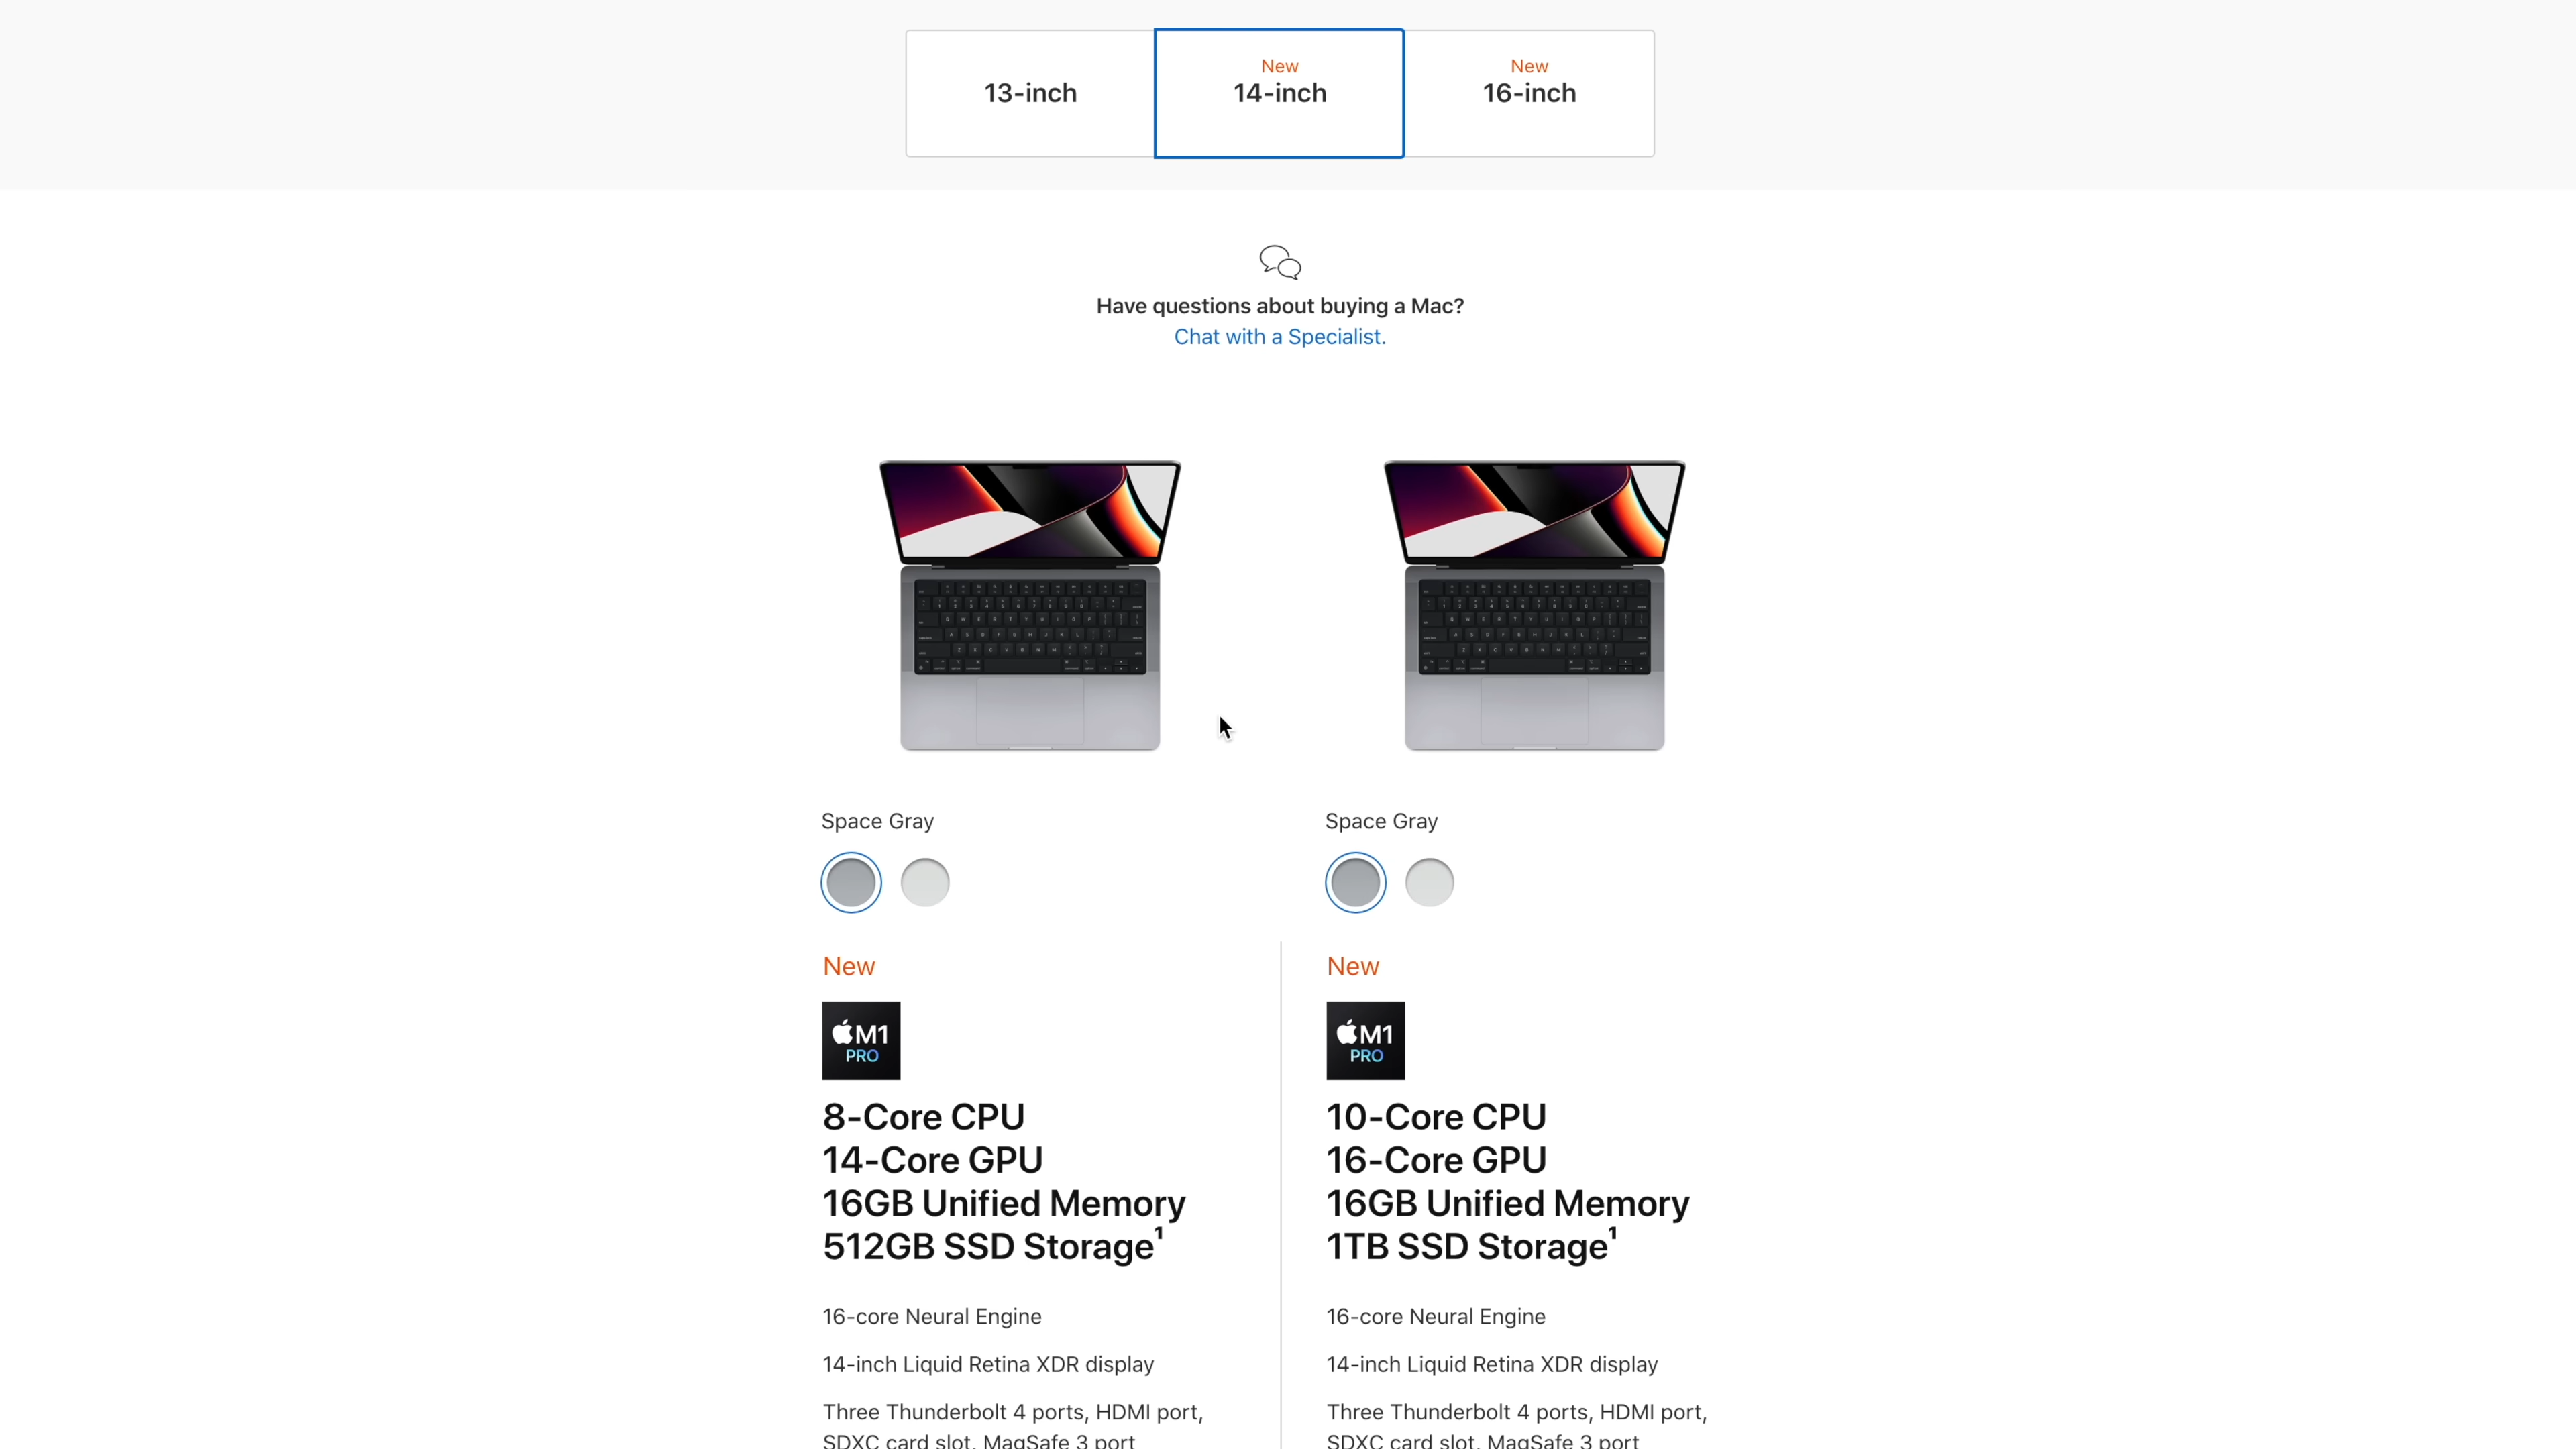 13-inch
New
14-inch
New
16-inch
Have questions about buying a Mac?
Chat with a Specialist.
Space Gray
New
M1
PRO
8-Core CPU
14-Core GPU
16GB Unified Memory
512GB SSD Storage¹
16-core Neural Engine
14-inch Liquid Retina XDR display
Three Thunderbolt 4 ports, HDMI port,
SDXC card slot, MagSafe 3 port
Space Gray
New
M1
PRO
10-Core CPU
16-Core GPU
16GB Unified Memory
1TB SSD Storage¹
16-core Neural Engine
14-inch Liquid Retina XDR display
Three Thunderbolt 4 ports, HDMI port,
SDXC card slot, MagSafe 3 port